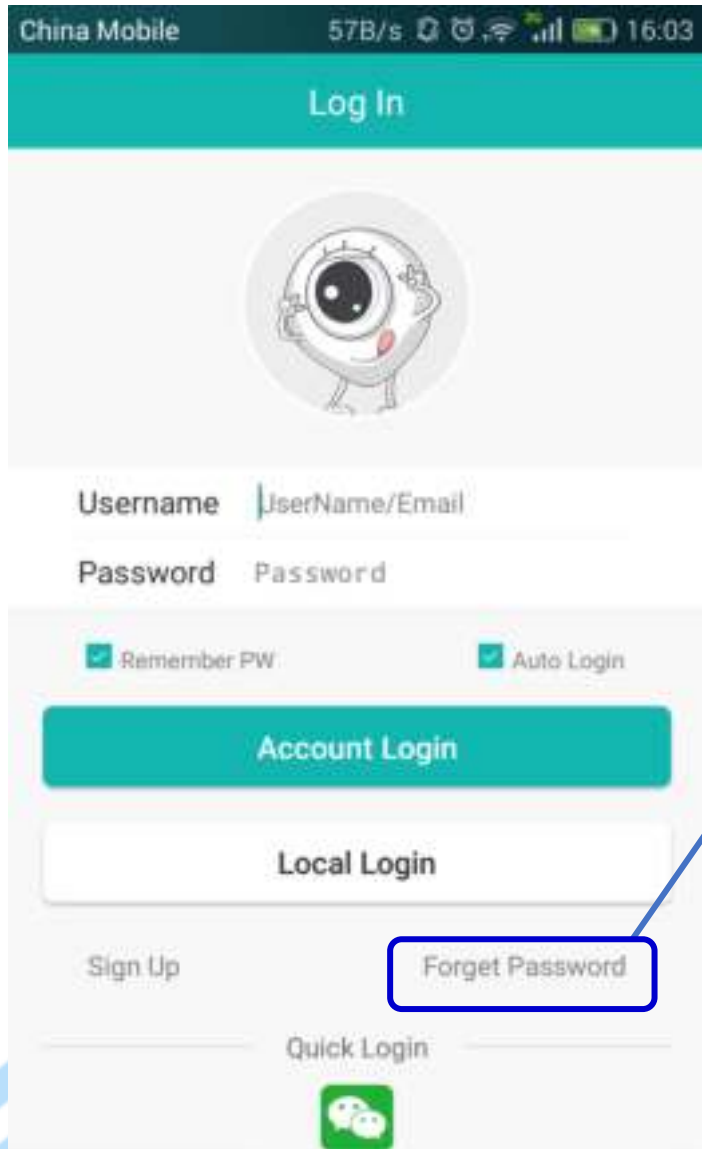 China Mobile 57B/s 16:03
Log In
Username UserName/Email
Password Password
Remember PW Auto Login
Account Login
Local Login
Sign Up Forget Password
Quick Login